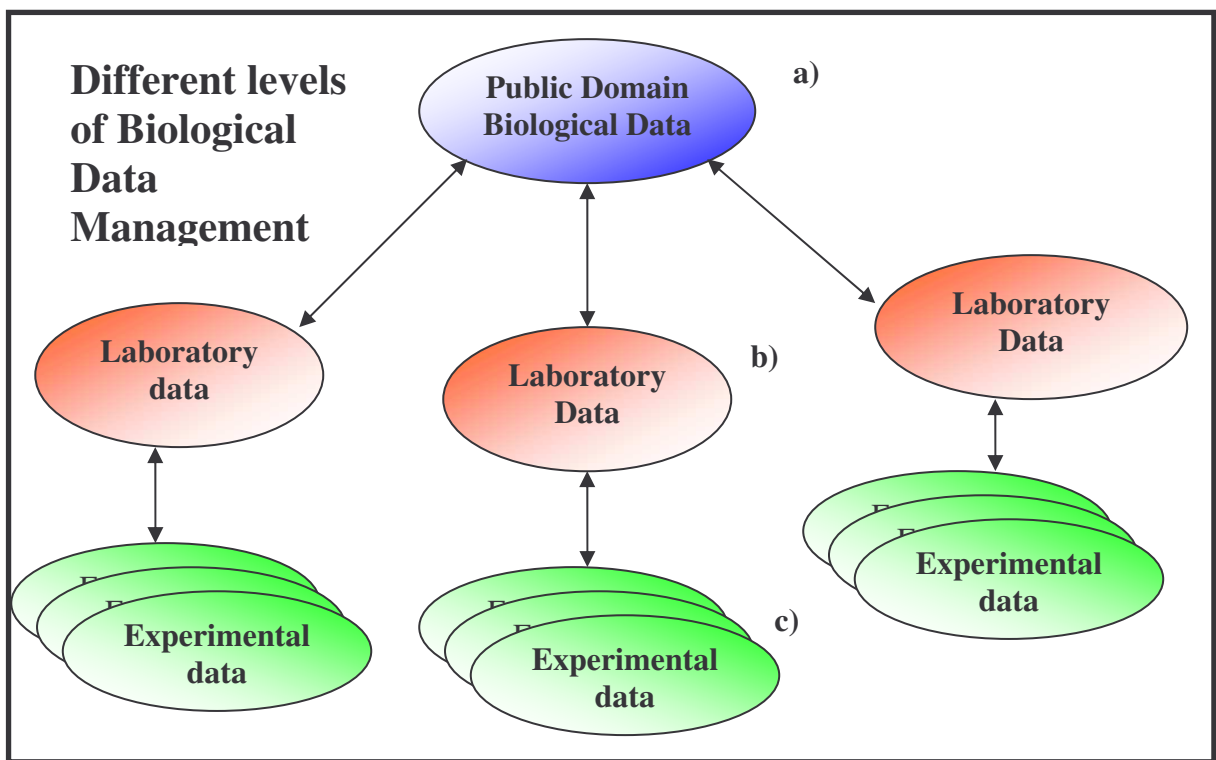 Different levels
of Biological
Data
Management
Public Domain
Biological Data
a)
Laboratory
data
Laboratory
Data
b)
Laboratory
Data
Experimental
data
Experimental
data
c)
Experimental
data